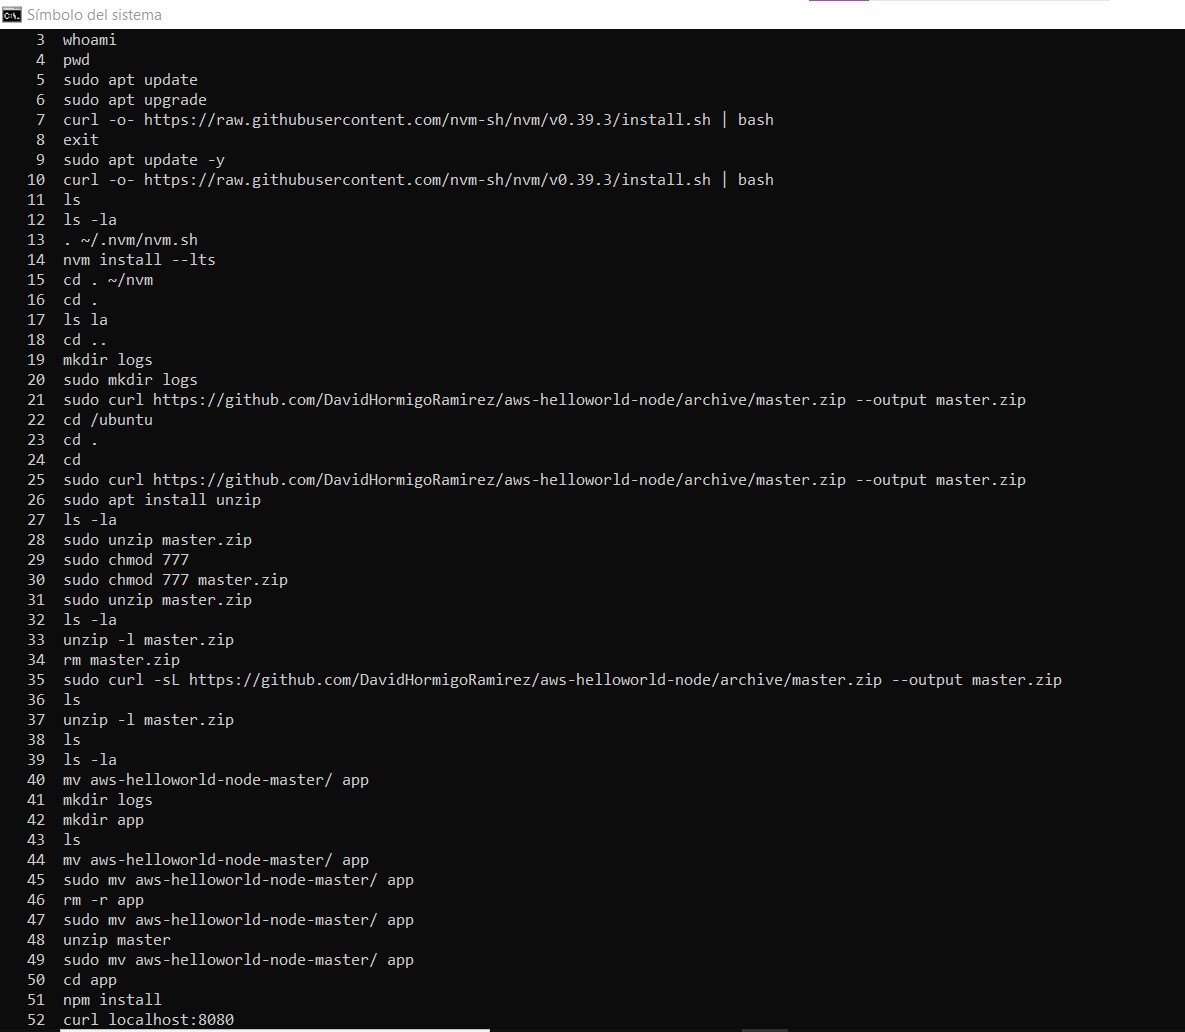 Símbolo del sistema
3 whoami
4 pwd
5 sudo apt update
6 sudo apt upgrade
7 curl -o- https://raw.githubusercontent.com/nvm-sh/nvm/v0.39.3/install.sh | bash
8 exit
9 sudo apt update -y
10 curl -o- https://raw.githubusercontent.com/nvm-sh/nvm/v0.39.3/install.sh | bash
11 ls
12 ls -la
13 . ~/.nvm/nvm.sh
14 nvm install --lts
15 cd . ~/nvm
16 cd .
17 ls la
18 cd ..
19 mkdir logs
20 sudo mkdir logs
21 sudo curl https://github.com/DavidHormigoRamirez/aws-helloworld-node/archive/master.zip --output master.zip
22 cd /ubuntu
23 cd .
24 cd
25 sudo curl https://github.com/DavidHormigoRamirez/aws-helloworld-node/archive/master.zip --output master.zip
26 sudo apt install unzip
27 ls -la
28 sudo unzip master.zip
29 sudo chmod 777
30 sudo chmod 777 master.zip
31 sudo unzip master.zip
32 ls -la
33 unzip -l master.zip
34 rm master.zip
35 sudo curl -sL https://github.com/DavidHormigoRamirez/aws-helloworld-node/archive/master.zip --output master.zip
36 ls
37 unzip -l master.zip
38 ls
39 ls -la
40 mv aws-helloworld-node-master/ app
41 mkdir logs
42 mkdir app
43 ls
44 mv aws-helloworld-node-master/ app
45 sudo mv aws-helloworld-node-master/ app
46 rm -r app
47 sudo mv aws-helloworld-node-master/ app
48 unzip master
49 sudo mv aws-helloworld-node-master/ app
50 cd app
51 npm install
52 curl localhost:8080